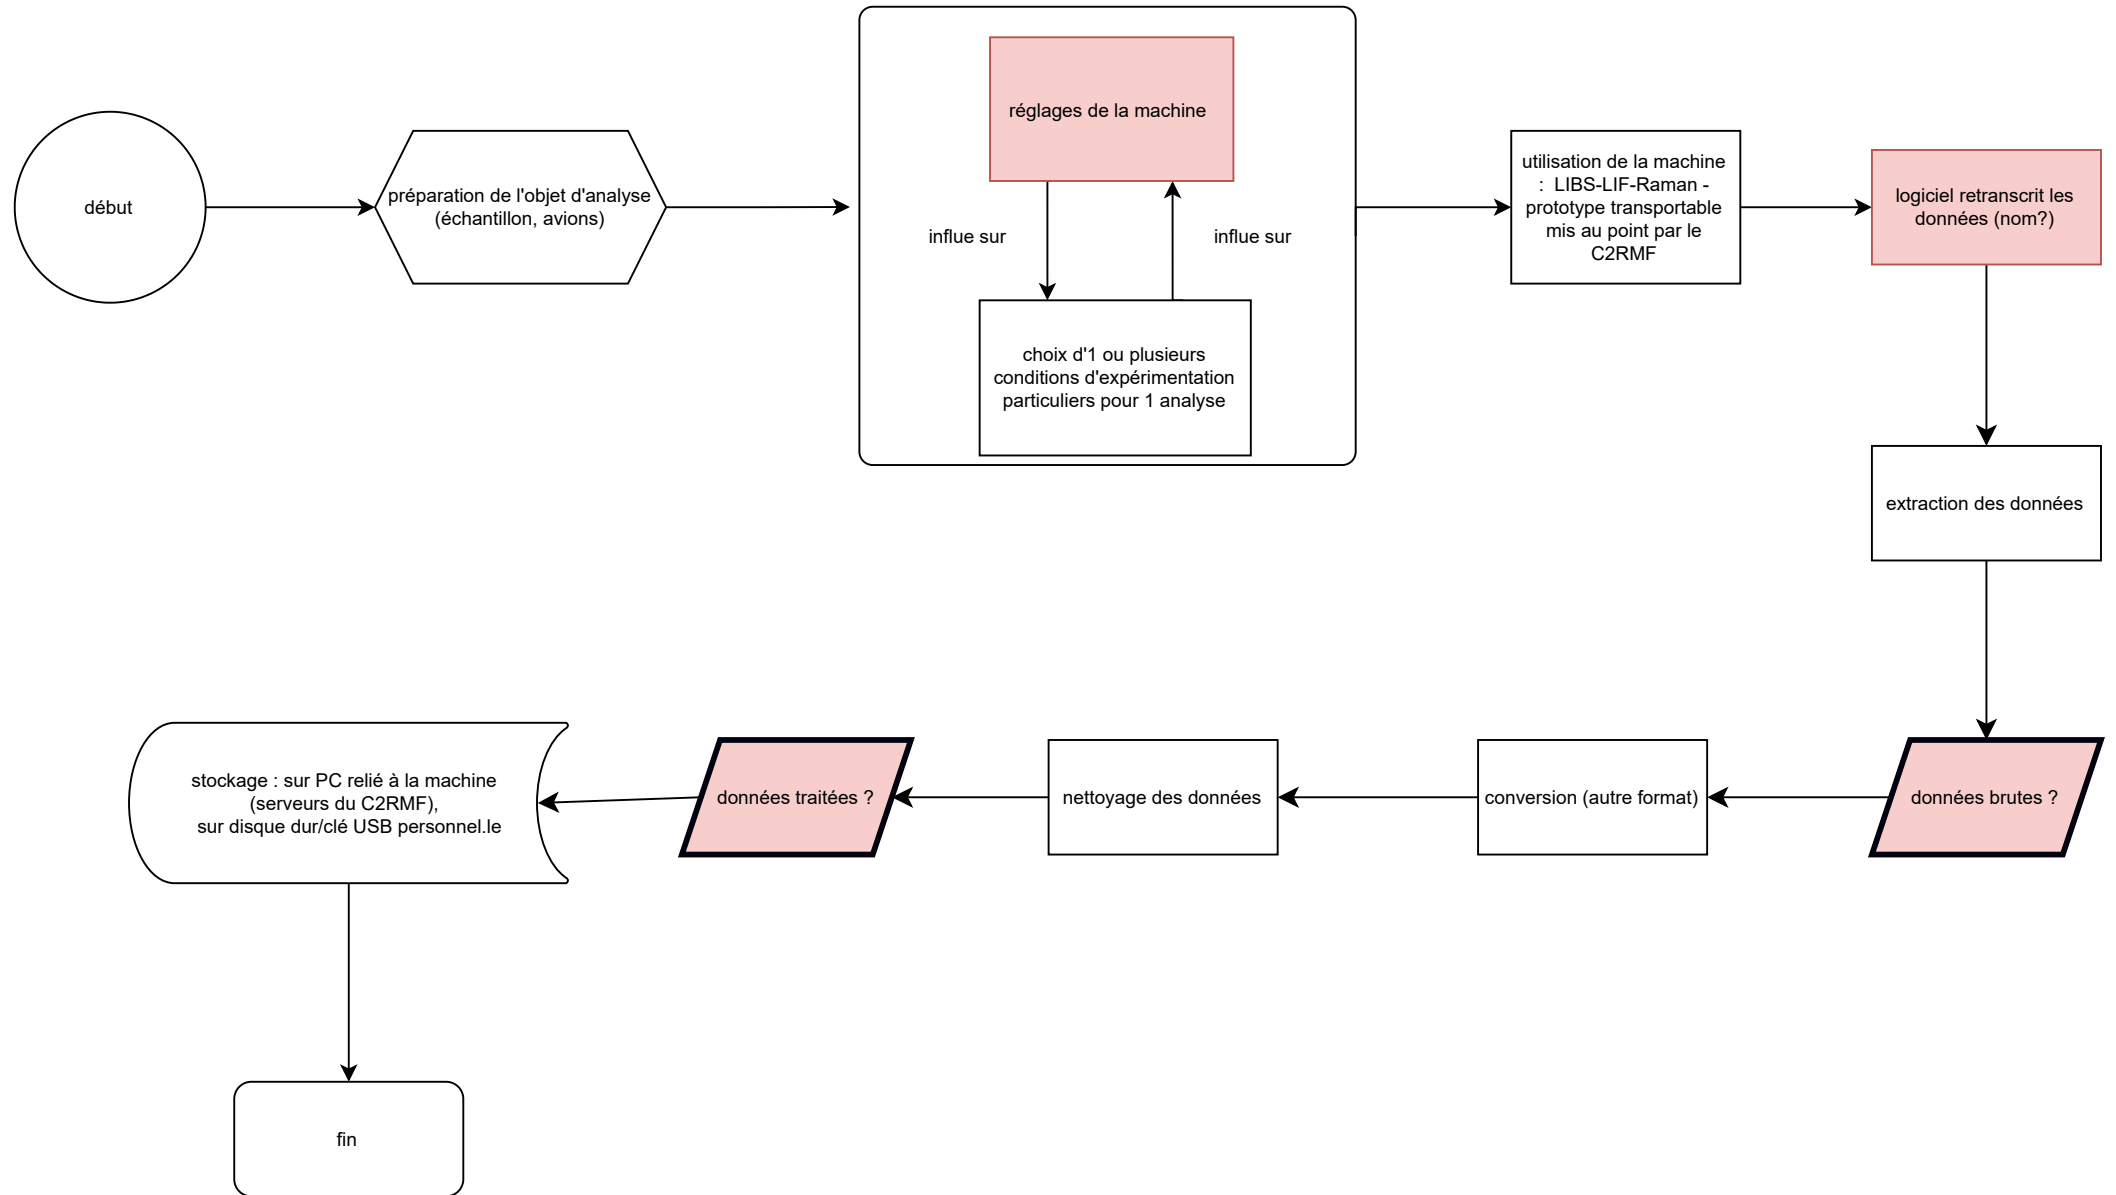 début
préparation de l'objet d'analyse
(échantillon, avions)
réglages de la machine
influe sur
influe sur
choix d'1 ou plusieurs
conditions d'expérimentation
particuliers pour 1 analyse
utilisation de la machine
: LIBS-LIF-Raman -
prototype transportable
mis au point par le
C2RMF
logiciel retranscrit les
données (nom?)
extraction des données
données brutes ?
conversion (autre format)
nettoyage des données
données traitées ?
stockage : sur PC relié à la machine
(serveurs du C2RMF),
sur disque dur/clé USB personnel.le
fin